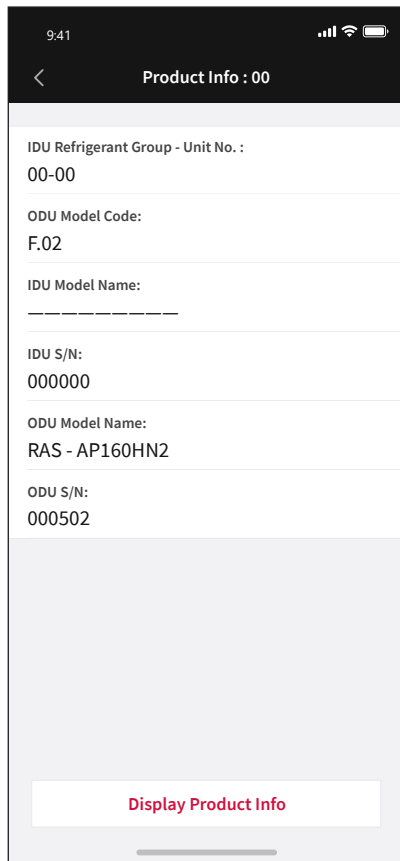 9:41
Product Info : 00
IDU Refrigerant Group - Unit No. :
00-00
ODU Model Code:
F.02
IDU Model Name:
—————————
IDU S/N:
000000
ODU Model Name:
RAS - AP160HN2
ODU S/N:
000502
Display Product Info